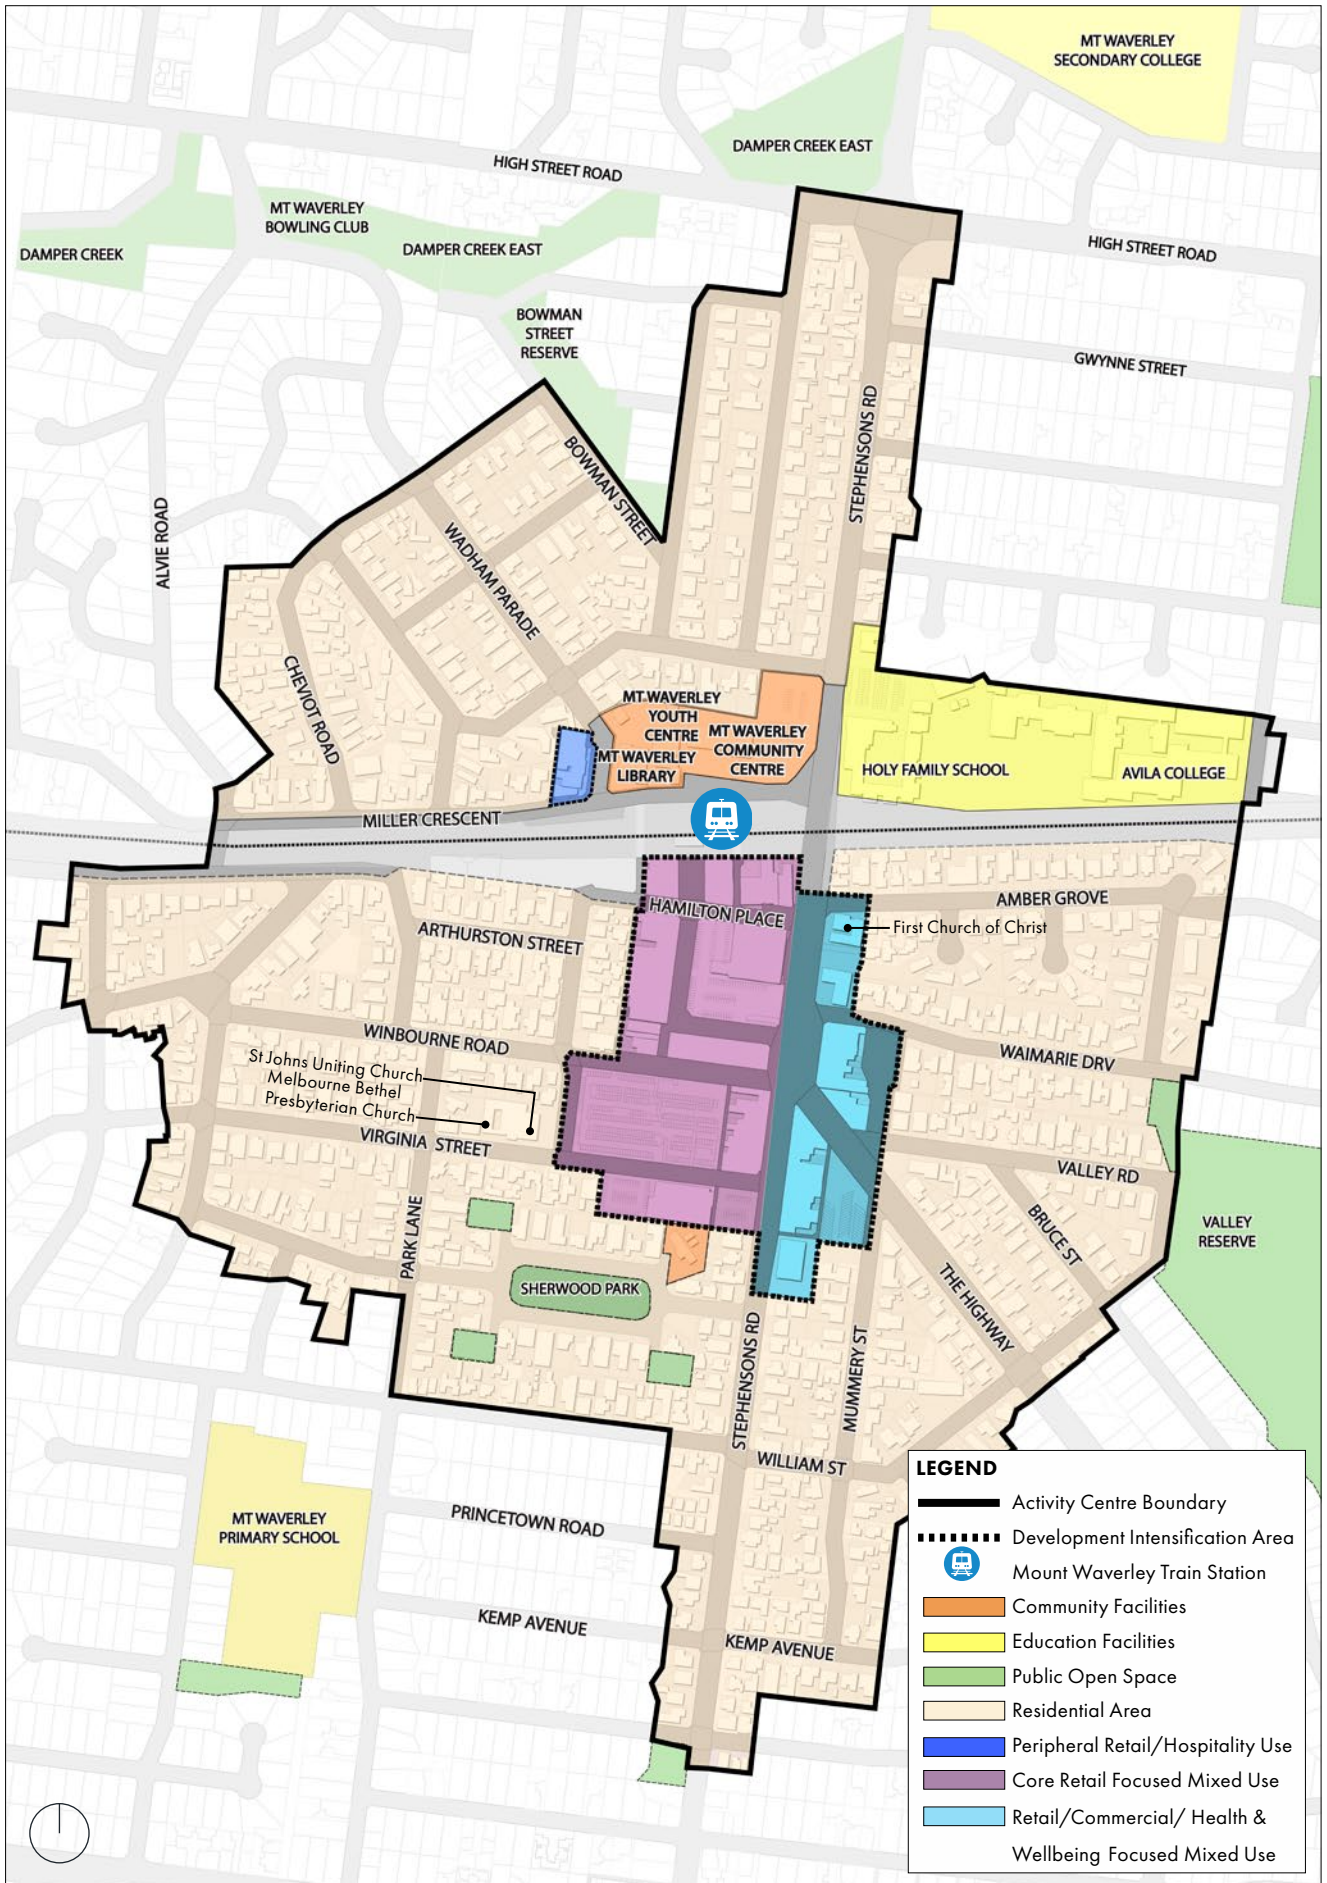 MT WAVERLEY
SECONDARY COLLEGE
DAMPER CREEK EAST
HIGH STREET ROAD
MT WAVERLEY
BOWLING CLUB
DAMPER CREEK
DAMPER CREEK EAST
HIGH STREET ROAD
BOWMAN
STREET
RESERVE
GWYNNE STREET
STEPHENSONS RD
BOWMAN STREET
ALVIE ROAD
WADHAM PARADE
CHEVIOT ROAD
MT WAVERLEY
YOUTH
CENTRE
MT WAVERLEY
COMMUNITY
CENTRE
MT WAVERLEY
LIBRARY
HOLY FAMILY SCHOOL
AVILA COLLEGE
MILLER CRESCENT
AMBER GROVE
HAMILTON PLACE
First Church of Christ
ARTHURSTON STREET
WINBOURNE ROAD
WAIMARIE DRV
St Johns Uniting Church
Melbourne Bethel
Presbyterian Church
VIRGINIA STREET
VALLEY RD
PARK LANE
BRUCE ST
VALLEY
RESERVE
SHERWOOD PARK
THE HIGHWAY
STEPHENSONS RD
MUMMERY ST
WILLIAM ST
MT WAVERLEY
PRIMARY SCHOOL
PRINCETOWN ROAD
KEMP AVENUE
KEMP AVENUE
LEGEND
Activity Centre Boundary
Development Intensification Area
Mount Waverley Train Station
Community Facilities
Education Facilities
Public Open Space
Residential Area
Peripheral Retail/Hospitality Use
Core Retail Focused Mixed Use
Retail/Commercial/ Health &
Wellbeing Focused Mixed Use